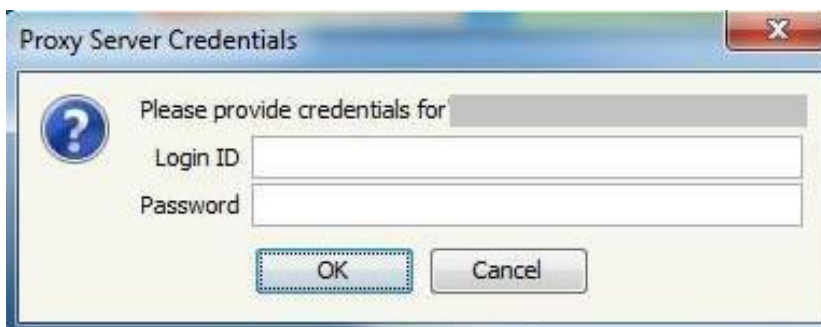 Proxy Server Credentials
Please provide credentials for'
Login ID
Password
OK
Cancel